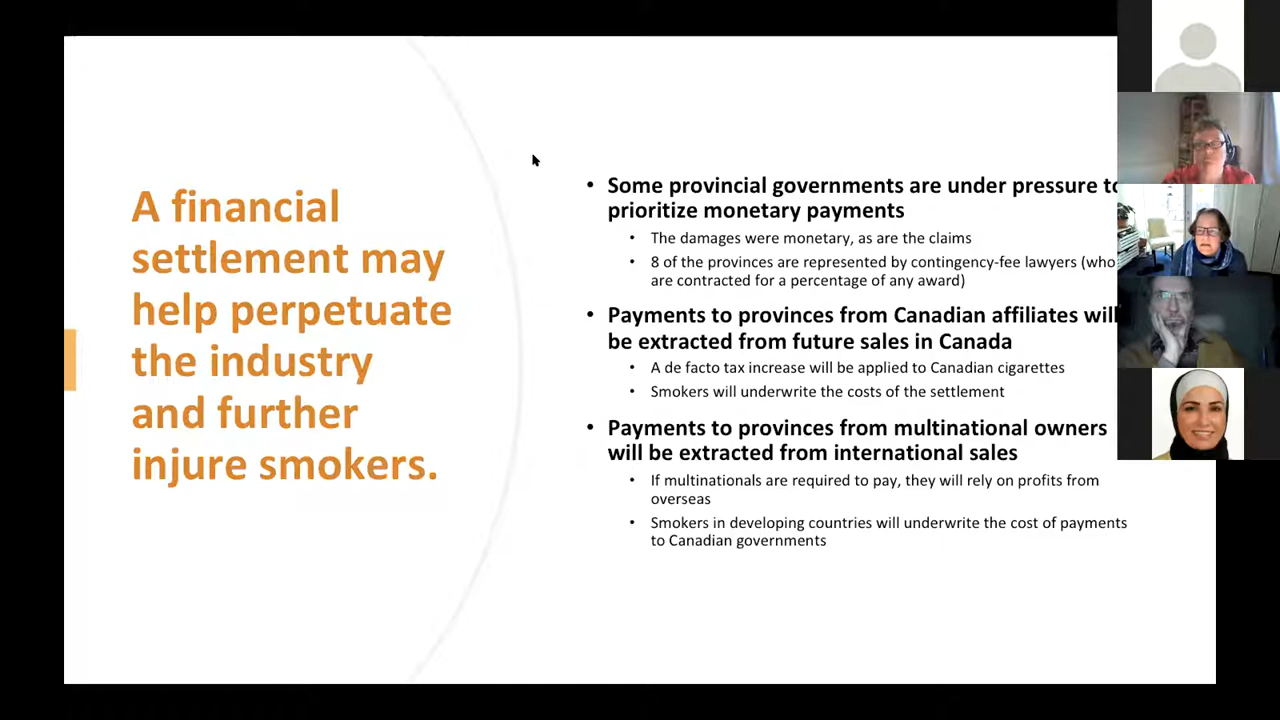 A financial
settlement may
help perpetuate
the industry
and further
injure smokers.
• Some provincial governments are under pressure to
prioritize monetary payments
• The damages were monetary, as are the claims
• 8 of the provinces are represented by contingency-fee lawyers (who
are contracted for a percentage of any award)
• Payments to provinces from Canadian affiliates will
be extracted from future sales in Canada
• A de facto tax increase will be applied to Canadian cigarettes
• Smokers will underwrite the costs of the settlement
• Payments to provinces from multinational owners
will be extracted from international sales
• If multinationals are required to pay, they will rely on profits from
overseas
• Smokers in developing countries will underwrite the cost of payments
to Canadian governments